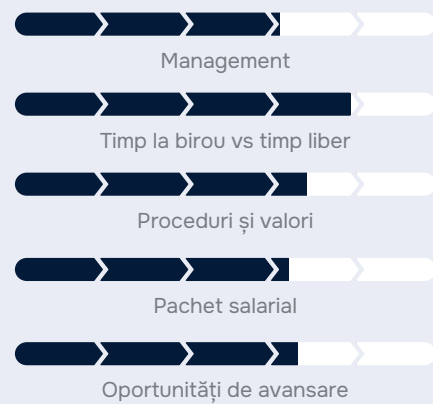 Management
Timp la birou vs timp liber
Proceduri și valori
Pachet salarial
Oportunități de avansare